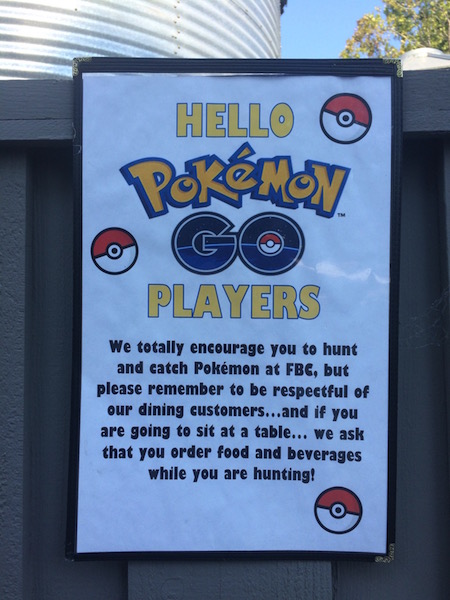 HELLO
POKéMON
TM
GO
PLAYERS
We totally encourage you to hunt
and catch Pokémon at FBC, but
please remember to be respectful of
our dining customers...and if you
are going to sit at a table... we ask
that you order food and beverages
while you are hunting!